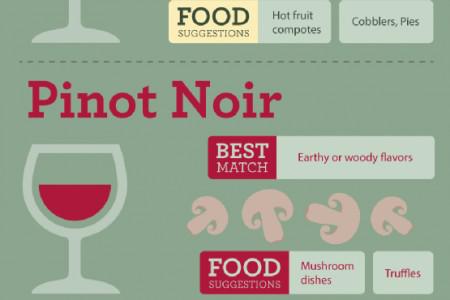 FOOD
SUGGESTIONS
Hot fruit
compotes
Cobblers, Pies
Pinot Noir
BEST
MATCH
Earthy or woody flavors
FOOD
SUGGESTIONS
Mushroom
dishes
Truffles